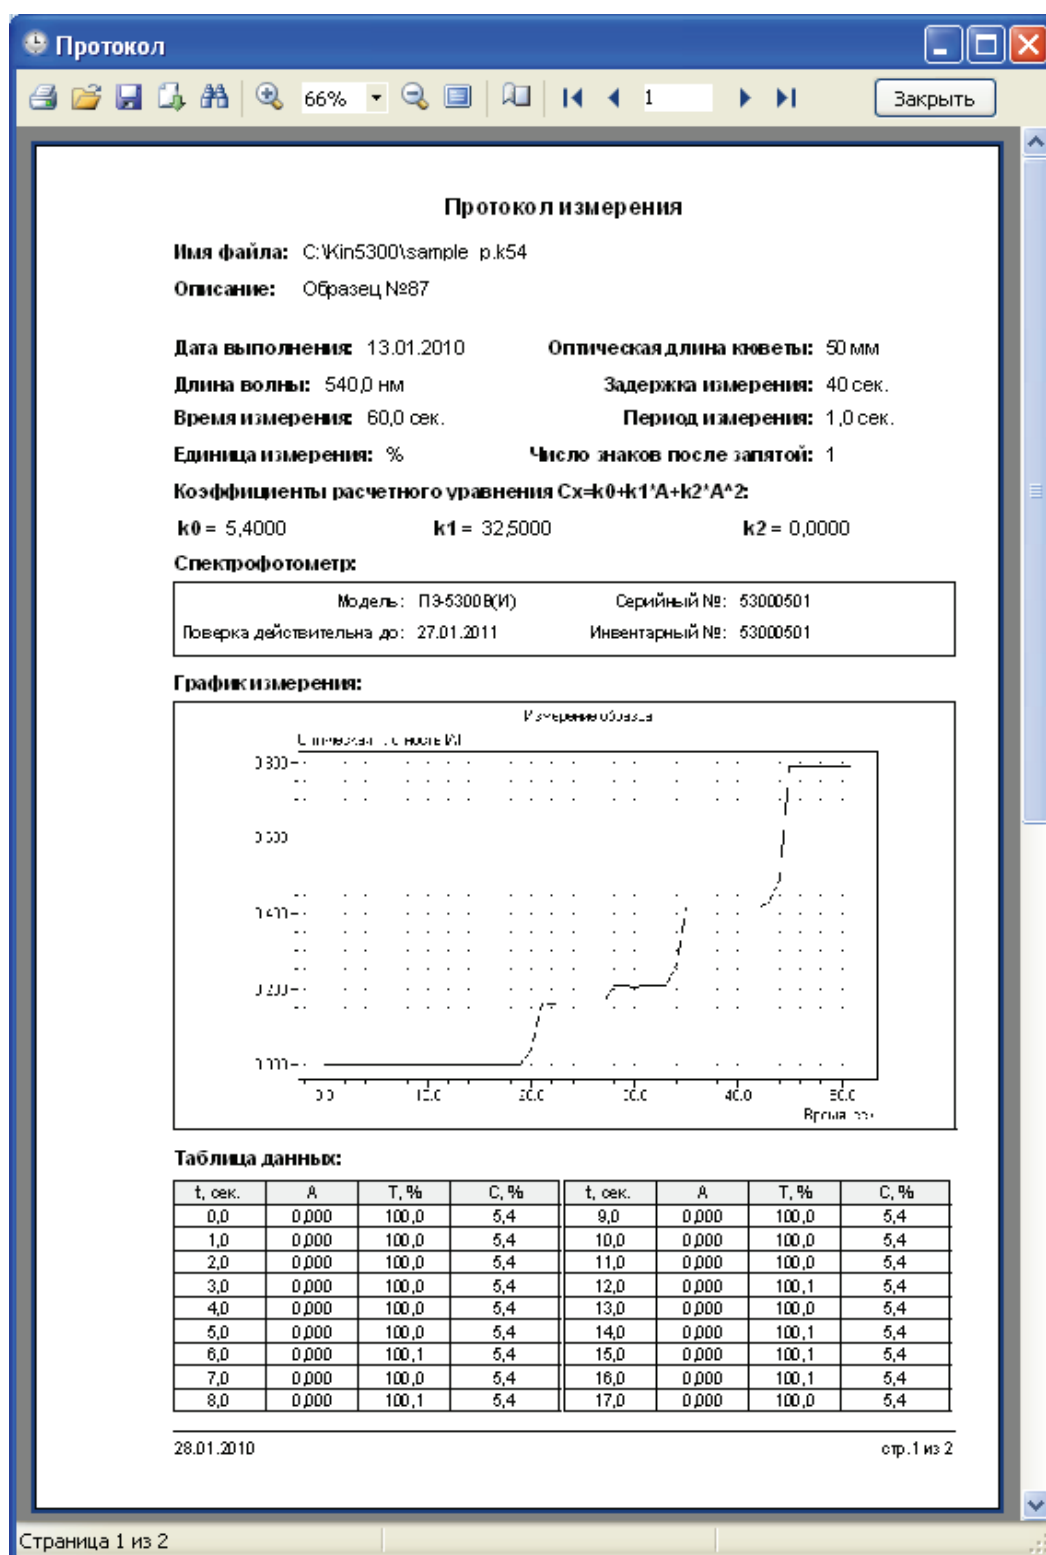 Протокол
66% 1 Закрыть
Протокол измерения
Имя файла: C:\Kin5300\sample p.k54
Описание: Образец №87
Дата выполнения: 13.01.2010 Оптическая длина кюветы: 50 мм
Длина волны: 540,0 нм Задержка измерения: 40 сек.
Время измерения: 60,0 сек. Период измерения: 1,0 сек.
Единица измерения: % Число знаков после запятой: 1
Коэффициенты расчетного уравнения Cx=k0+k1*A+k2*A^2:
k0 = 5,4000 k1 = 32,5000 k2 = 0,0000
Спектрофотометр:
Модель: ПЭ-5300В(И) Серийный №: 53000501
Поверка действительна до: 27.01.2011 Инвентарный №: 53000501
График измерения:
Измерение образца
0.400
0.200
0.000
20.0 40.0
Время
Таблица данных:
t, сек. A T, % C, % t, сек. A T, % C, %
0,0 0,000 100,0 5,4 9,0 0,000 100,0 5,4
1,0 0,000 100,0 5,4 10,0 0,000 100,0 5,4
2,0 0,000 100,0 5,4 11,0 0,000 100,0 5,4
3,0 0,000 100,0 5,4 12,0 0,000 100,1 5,4
4,0 0,000 100,0 5,4 13,0 0,000 100,0 5,4
5,0 0,000 100,0 5,4 14,0 0,000 100,1 5,4
6,0 0,000 100,1 5,4 15,0 0,000 100,1 5,4
7,0 0,000 100,0 5,4 16,0 0,000 100,1 5,4
8,0 0,000 100,1 5,4 17,0 0,000 100,0 5,4
28.01.2010 стр.1 из 2
Страница 1 из 2